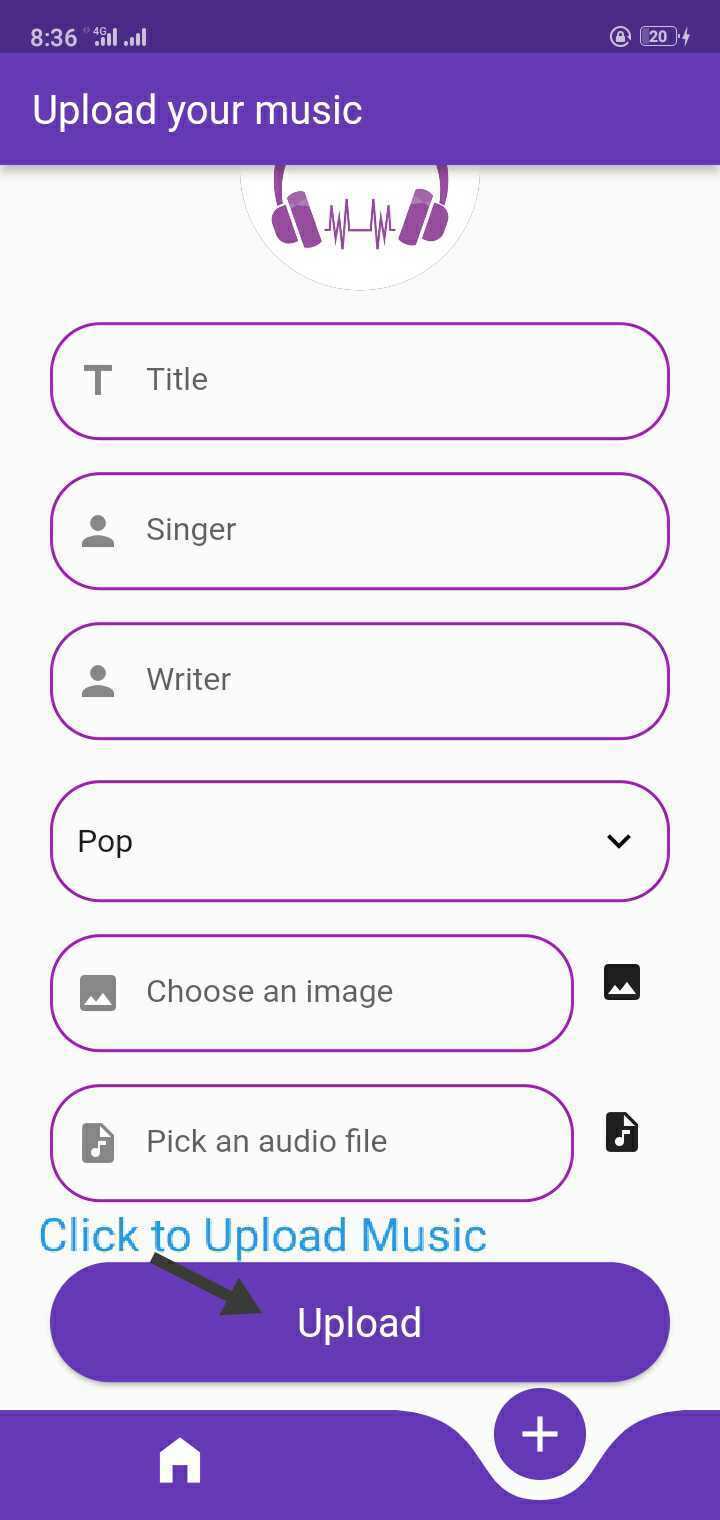 8:36 4G 20
Upload your music
Title
Singer
Writer
Pop
Choose an image
Pick an audio file
Click to Upload Music
Upload